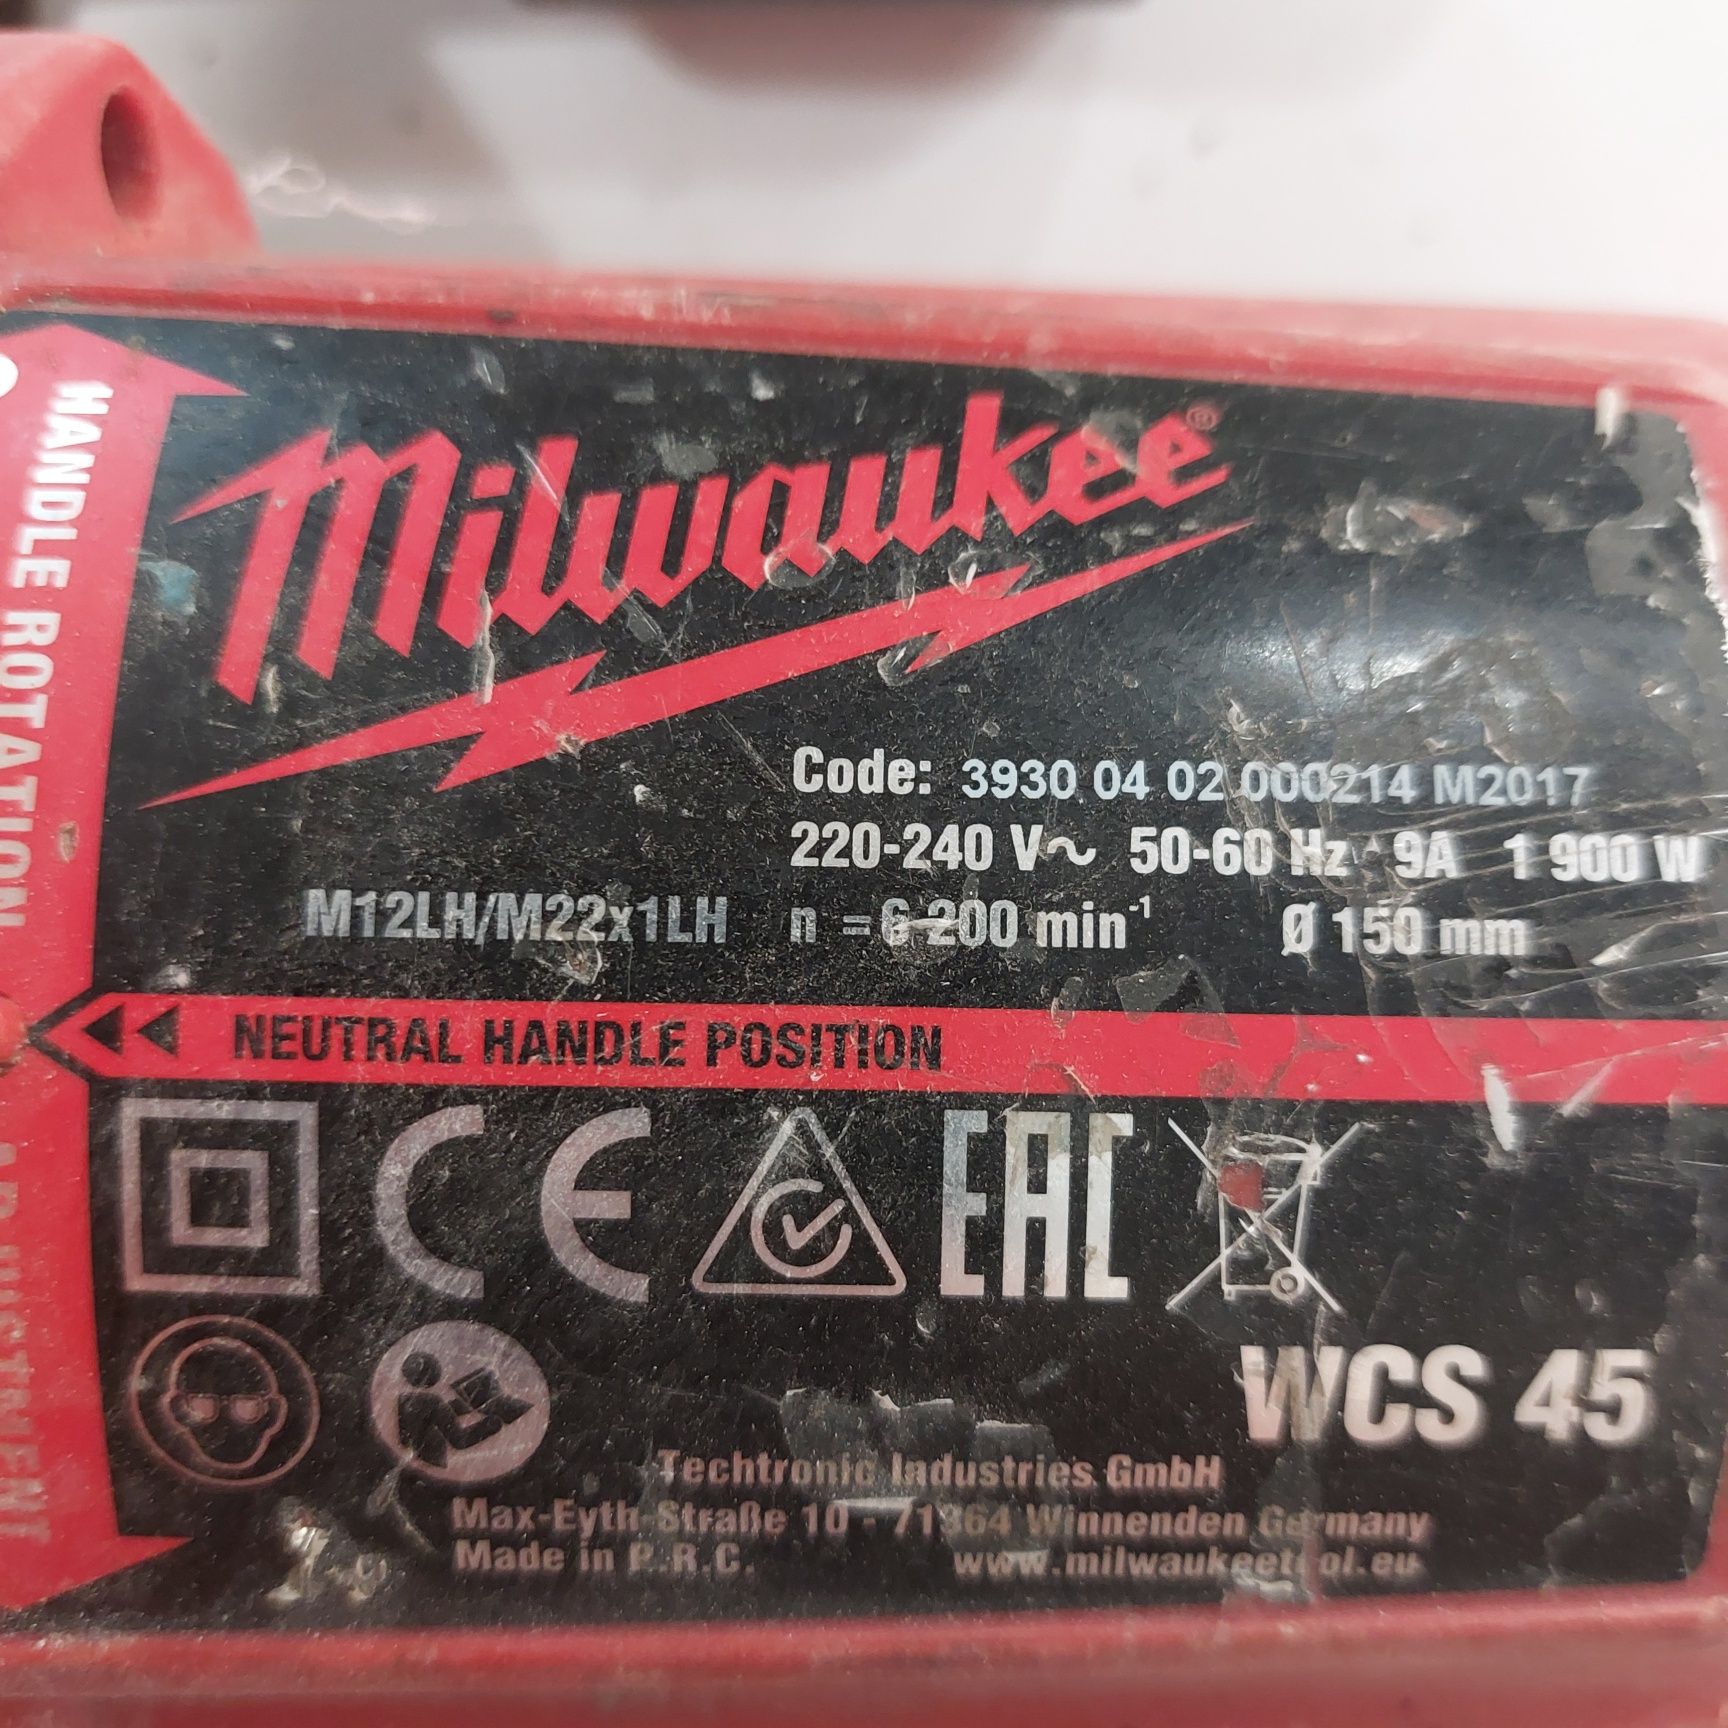 HANDLE ROTATION
Milwaukee®
Code: 3930 04 02 000214 M2017
220-240 V~ 50-60 Hz 9A 1 900 W
M12LH/M22x1LH n = 6 200 min⁻¹ Ø 150 mm
NEUTRAL HANDLE POSITION
CE EAC
WCS 45
Techtronic Industries GmbH
Max-Eyth-Straße 10 - 71364 Winnenden Germany
Made in P.R.C. www.milwaukeetool.eu